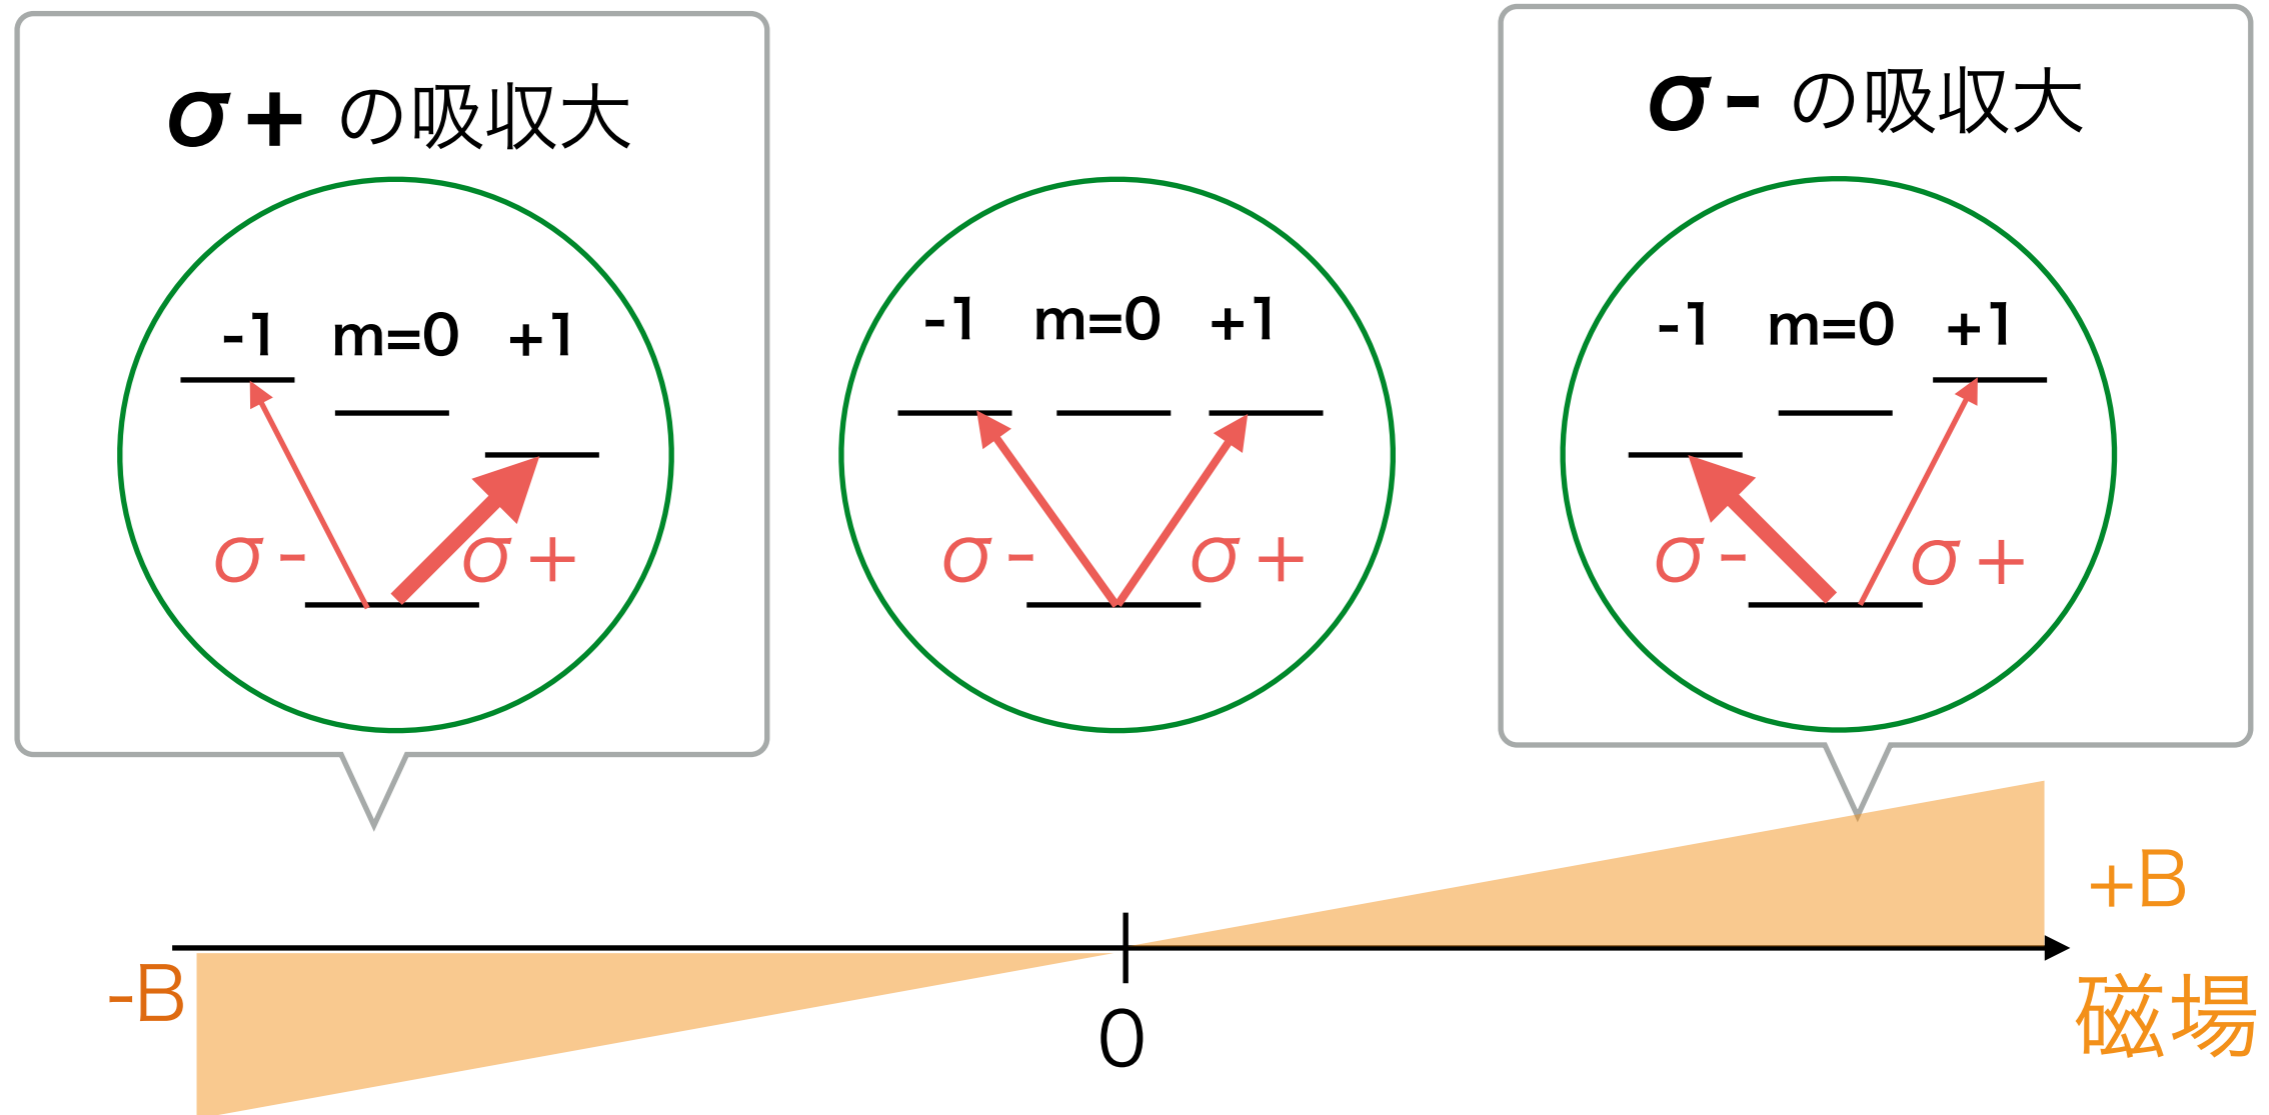 σ+ の吸収大
-1 m=0 +1
σ- σ+
-1 m=0 +1
σ- σ+
σ- の吸収大
-1 m=0 +1
σ- σ+
-B
0
+B
磁場